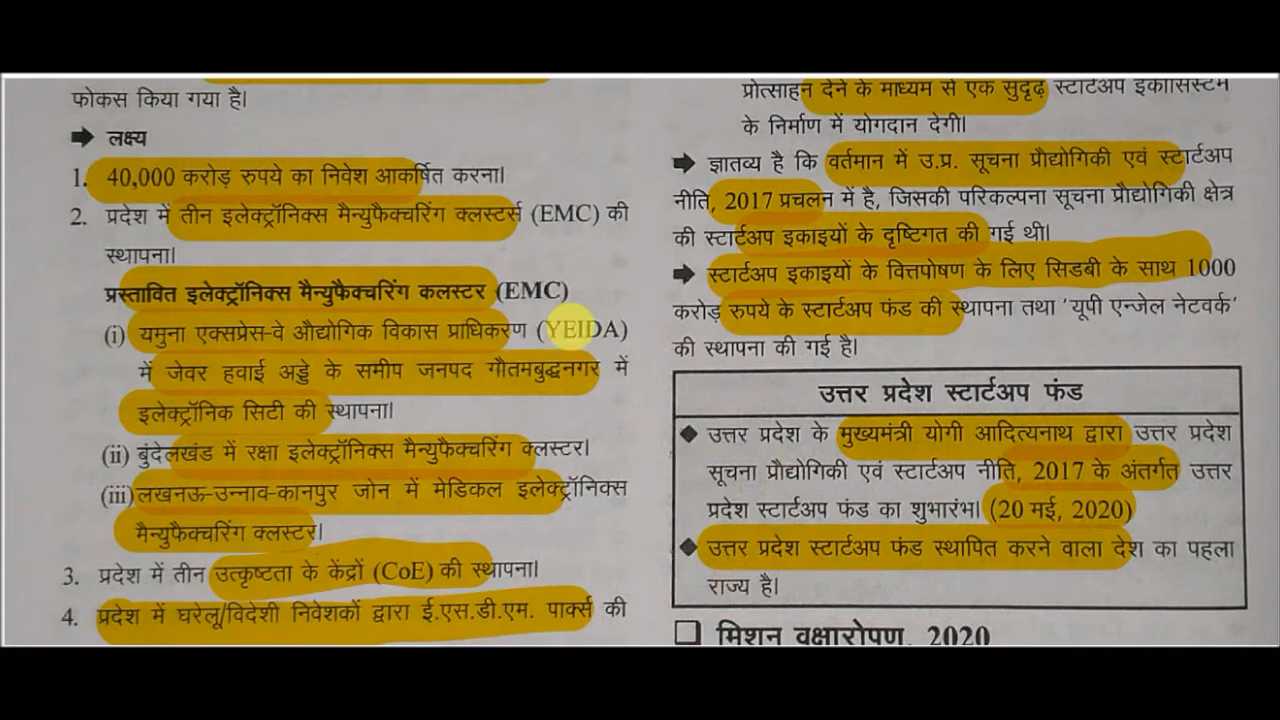 फोकस किया गया है।
➡ लक्ष्य
1. 40,000 करोड़ रुपये का निवेश आकर्षित करना।
2. प्रदेश में तीन इलेक्ट्रॉनिक्स मैन्युफैक्चरिंग क्लस्टर्स (EMC) की
स्थापना।
प्रस्तावित इलेक्ट्रॉनिक्स मैन्युफैक्चरिंग कलस्टर (EMC)
(i) यमुना एक्सप्रेस-वे औद्योगिक विकास प्राधिकरण (YEIDA)
में जेवर हवाई अड्डे के समीप जनपद गौतमबुद्धनगर में
इलेक्ट्रॉनिक सिटी की स्थापना।
(ii) बुंदेलखंड में रक्षा इलेक्ट्रॉनिक्स मैन्युफैक्चरिंग क्लस्टर।
(iii) लखनऊ-उन्नाव-कानपुर जोन में मेडिकल इलेक्ट्रॉनिक्स
मैन्युफैक्चरिंग क्लस्टर।
3. प्रदेश में तीन उत्कृष्टता के केंद्रों (CoE) की स्थापना।
4. प्रदेश में घरेलू/विदेशी निवेशकों द्वारा ई.एस.डी.एम. पार्क्स की
प्रोत्साहन देने के माध्यम से एक सुदृढ़ स्टार्टअप इकोसिस्टम
के निर्माण में योगदान देगी।
➡ ज्ञातव्य है कि वर्तमान में उ.प्र. सूचना प्रौद्योगिकी एवं स्टार्टअप
नीति, 2017 प्रचलन में है, जिसकी परिकल्पना सूचना प्रौद्योगिकी क्षेत्र
की स्टार्टअप इकाइयों के दृष्टिगत की गई थी।
➡ स्टार्टअप इकाइयों के वित्तपोषण के लिए सिडबी के साथ 1000
करोड़ रुपये के स्टार्टअप फंड की स्थापना तथा 'यूपी एन्जेल नेटवर्क'
की स्थापना की गई है।
उत्तर प्रदेश स्टार्टअप फंड
◆ उत्तर प्रदेश के मुख्यमंत्री योगी आदित्यनाथ द्वारा उत्तर प्रदेश
सूचना प्रौद्योगिकी एवं स्टार्टअप नीति, 2017 के अंतर्गत उत्तर
प्रदेश स्टार्टअप फंड का शुभारंभ। (20 मई, 2020)
◆ उत्तर प्रदेश स्टार्टअप फंड स्थापित करने वाला देश का पहला
राज्य है।
❑ मिशन वृक्षारोपण, 2020